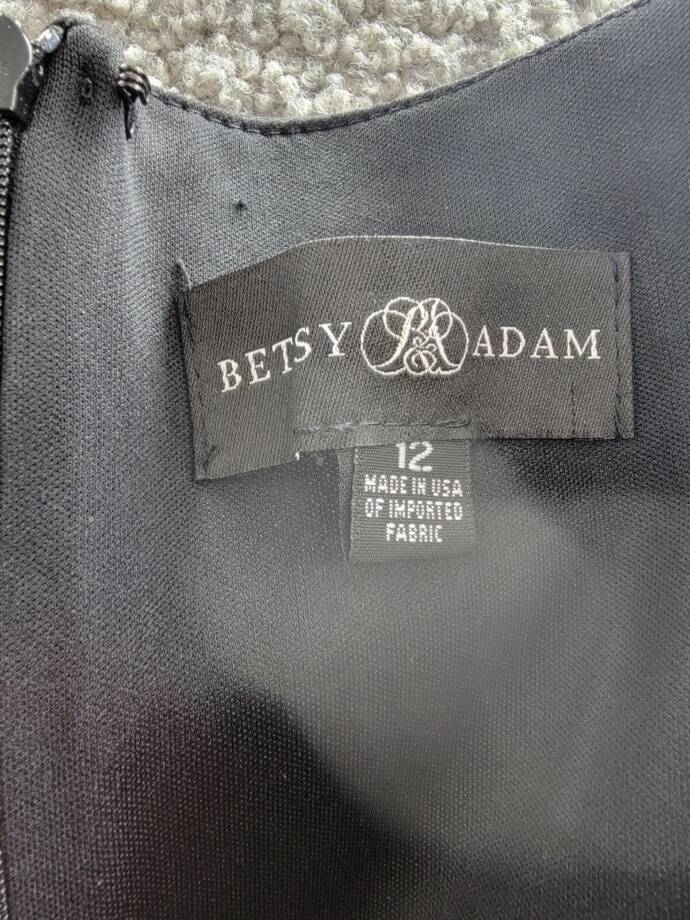 BETSY & ADAM
12
MADE IN USA
OF IMPORTED
FABRIC